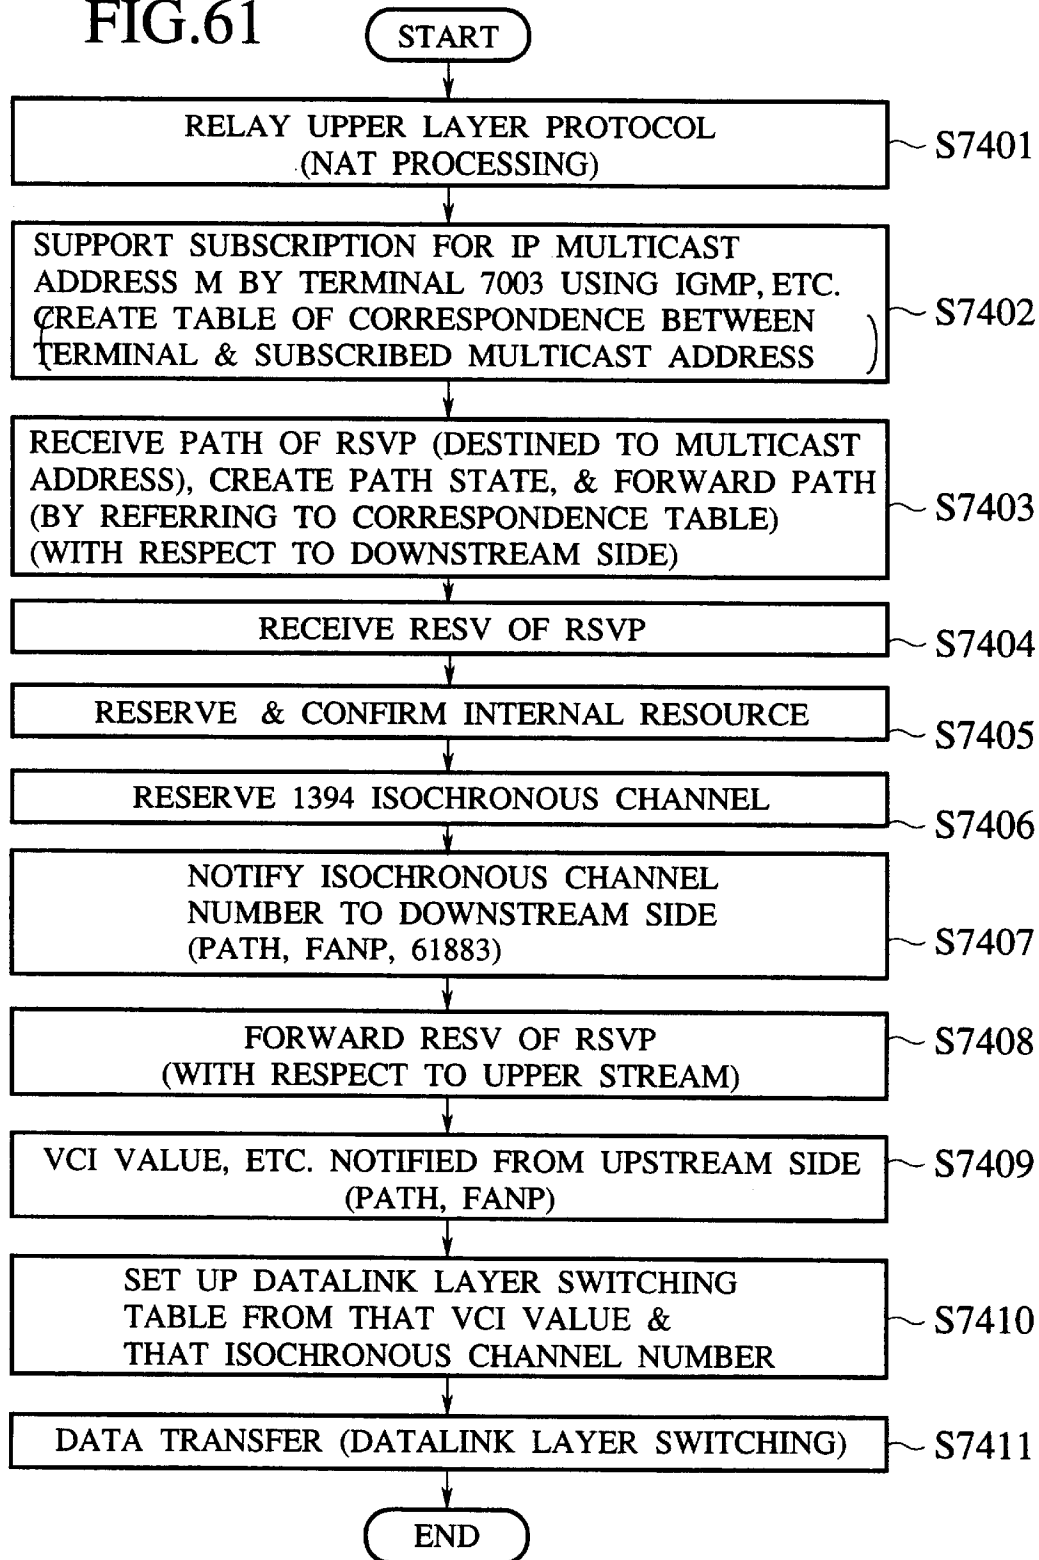 FIG.61
START
RELAY UPPER LAYER PROTOCOL
(NAT PROCESSING)
S7401
SUPPORT SUBSCRIPTION FOR IP MULTICAST
ADDRESS M BY TERMINAL 7003 USING IGMP, ETC.
(CREATE TABLE OF CORRESPONDENCE BETWEEN
TERMINAL & SUBSCRIBED MULTICAST ADDRESS)
S7402
RECEIVE PATH OF RSVP (DESTINED TO MULTICAST
ADDRESS), CREATE PATH STATE, & FORWARD PATH
(BY REFERRING TO CORRESPONDENCE TABLE)
(WITH RESPECT TO DOWNSTREAM SIDE)
S7403
RECEIVE RESV OF RSVP
S7404
RESERVE & CONFIRM INTERNAL RESOURCE
S7405
RESERVE 1394 ISOCHRONOUS CHANNEL
S7406
NOTIFY ISOCHRONOUS CHANNEL
NUMBER TO DOWNSTREAM SIDE
(PATH, FANP, 61883)
S7407
FORWARD RESV OF RSVP
(WITH RESPECT TO UPPER STREAM)
S7408
VCI VALUE, ETC. NOTIFIED FROM UPSTREAM SIDE
(PATH, FANP)
S7409
SET UP DATALINK LAYER SWITCHING
TABLE FROM THAT VCI VALUE &
THAT ISOCHRONOUS CHANNEL NUMBER
S7410
DATA TRANSFER (DATALINK LAYER SWITCHING)
S7411
END